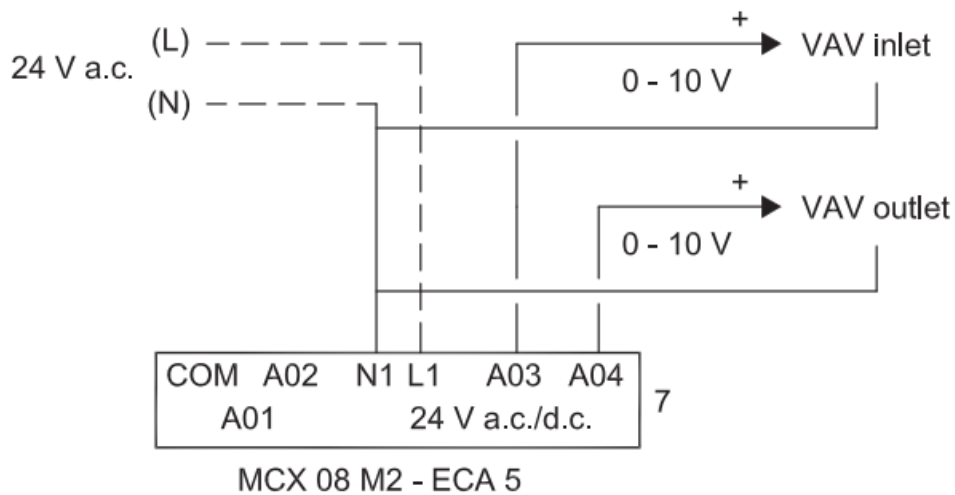 24 V a.c.
(L)
(N)
+
VAV inlet
0 - 10 V
+
VAV outlet
0 - 10 V
COM A02 N1 L1 A03 A04
A01 24 V a.c./d.c.
7
MCX 08 M2 - ECA 5